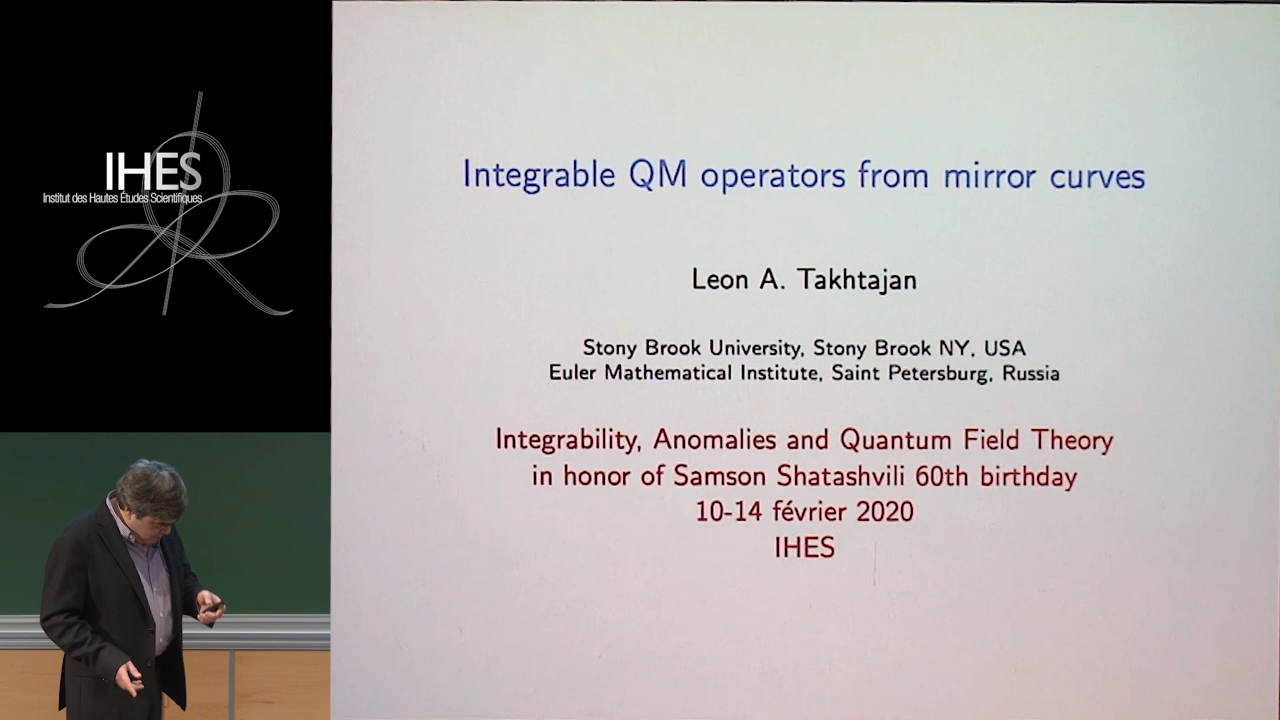 IHES
Institut des Hautes Études Scientifiques
Integrable QM operators from mirror curves
Leon A. Takhtajan
Stony Brook University, Stony Brook NY, USA
Euler Mathematical Institute, Saint Petersburg, Russia
Integrability, Anomalies and Quantum Field Theory
in honor of Samson Shatashvili 60th birthday
10-14 février 2020
IHES